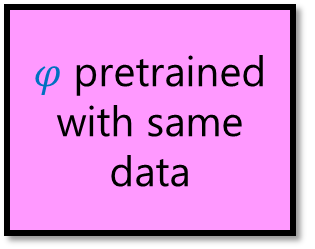 φ pretrained
with same
data